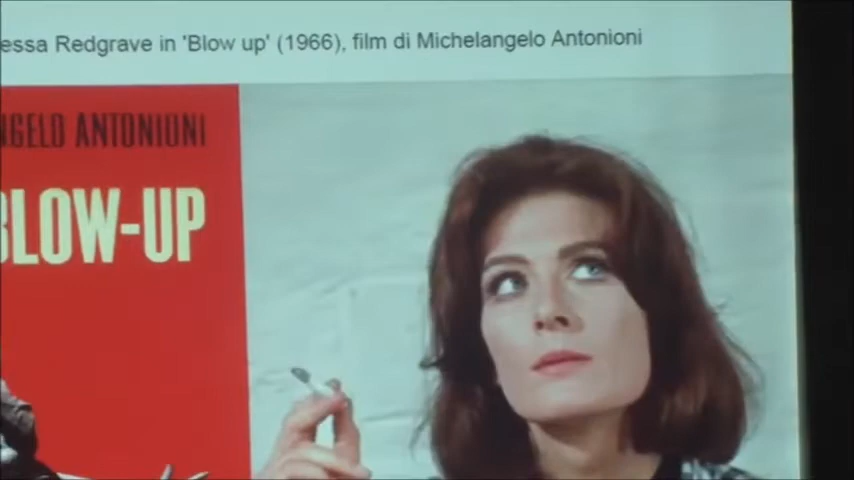 essa Redgrave in 'Blow up' (1966), film di Michelangelo Antonioni
NGELO ANTONIONI
BLOW-UP